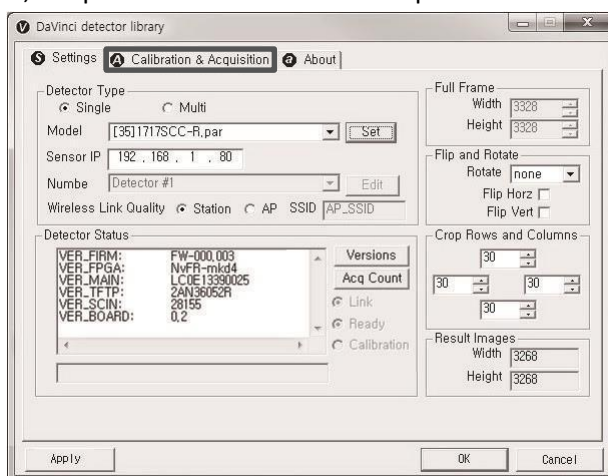 DaVinci detector library
Settings
Calibration & Acquisition
About
Detector Type
Single
Multi
Model
[35]1717SCC-R,par
Set
Sensor IP
192 . 168 . 1 . 80
Numbe
Detector #1
Edit
Wireless Link Quality
Station
AP
SSID
AP_SSID
Detector Status
VER_FIRM: FW-000,003
VER_FPGA: NvFR-mkd4
VER_MAIN: LC0E13390025
VER_TFTP: 2AN36052R
VER_SCIN: 28155
VER_BOARD: 0,2
Versions
Acq Count
Link
Ready
Calibration
Full Frame
Width 3328
Height 3328
Flip and Rotate
Rotate none
Flip Horz
Flip Vert
Crop Rows and Columns
30
30 30
30
Result Images
Width 3268
Height 3268
Apply
OK
Cancel